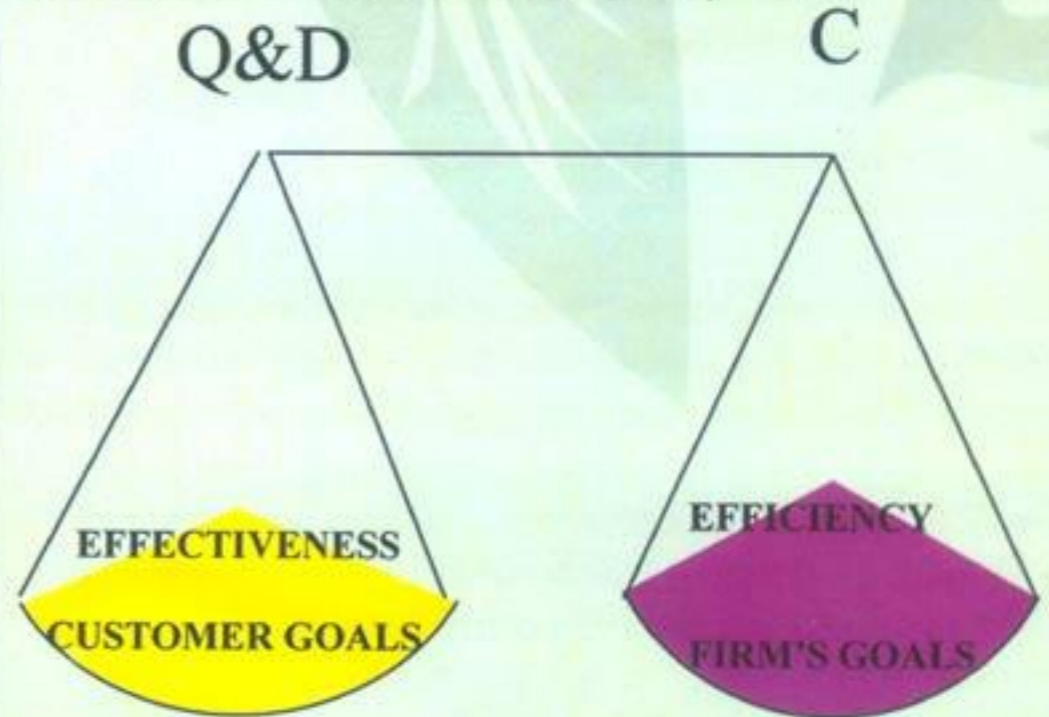 Q&D
C
EFFECTIVENESS
CUSTOMER GOALS
EFFICIENCY
FIRM'S GOALS